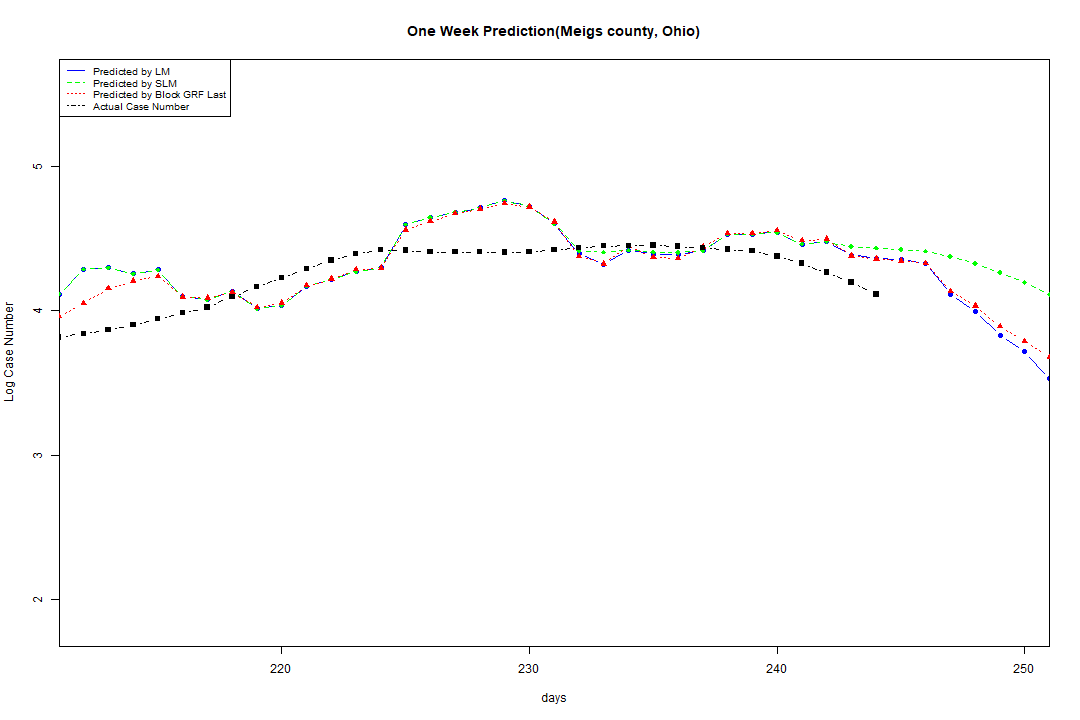 One Week Prediction(Meigs county, Ohio)
Predicted by LM
Predicted by SLM
Predicted by Block GRF Last
Actual Case Number
5
4
3
2
Log Case Number
220 230 240 250
days